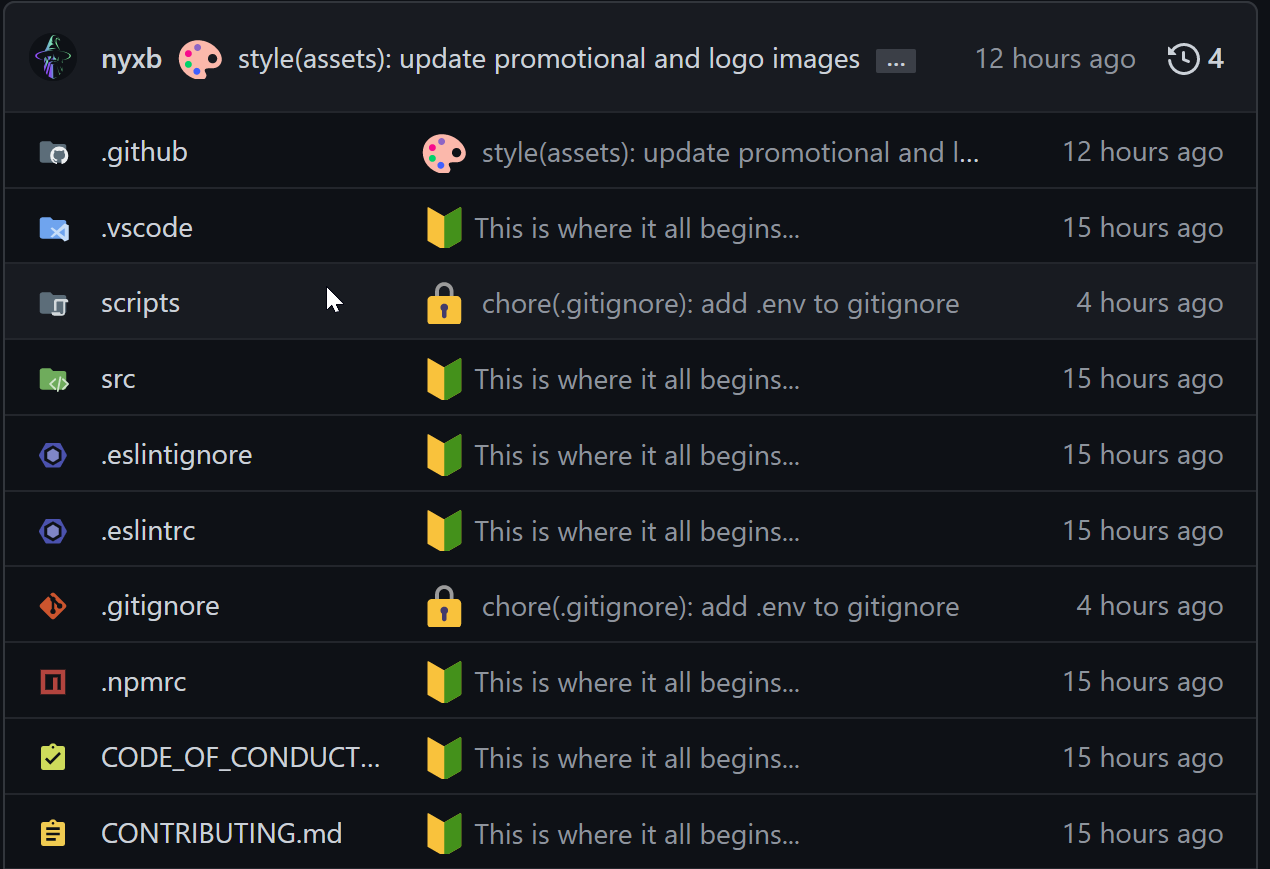 nyxb style(assets): update promotional and logo images ... 12 hours ago 4
.github style(assets): update promotional and l... 12 hours ago
.vscode This is where it all begins... 15 hours ago
scripts chore(.gitignore): add .env to gitignore 4 hours ago
src This is where it all begins... 15 hours ago
.eslintignore This is where it all begins... 15 hours ago
.eslintrc This is where it all begins... 15 hours ago
.gitignore chore(.gitignore): add .env to gitignore 4 hours ago
.npmrc This is where it all begins... 15 hours ago
CODE_OF_CONDUCT... This is where it all begins... 15 hours ago
CONTRIBUTING.md This is where it all begins... 15 hours ago